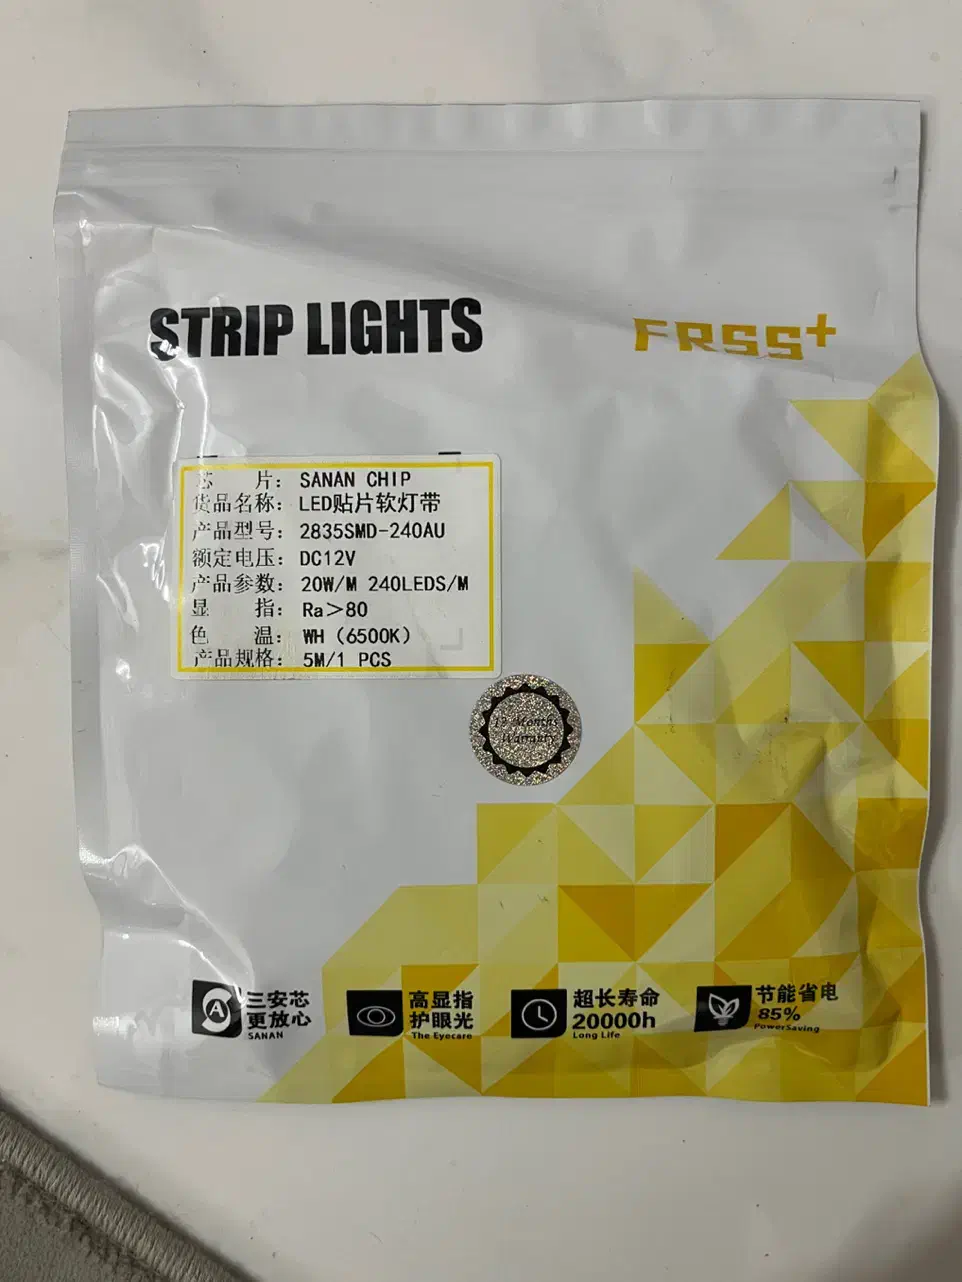 STRIP LIGHTS
FRSS+
芯 片: SANAN CHIP
货品名称: LED贴片软灯带
产品型号: 2835SMD-240AU
额定电压: DC12V
产品参数: 20W/M 240LEDS/M
显 指: Ra>80
色 温: WH (6500K)
产品规格: 5M/1 PCS
Months
Warranty
三安芯
更放心
SANAN
高显指
护眼光
The Eyecare
超长寿命
20000h
Long Life
节能省电
85%
PowerSaving